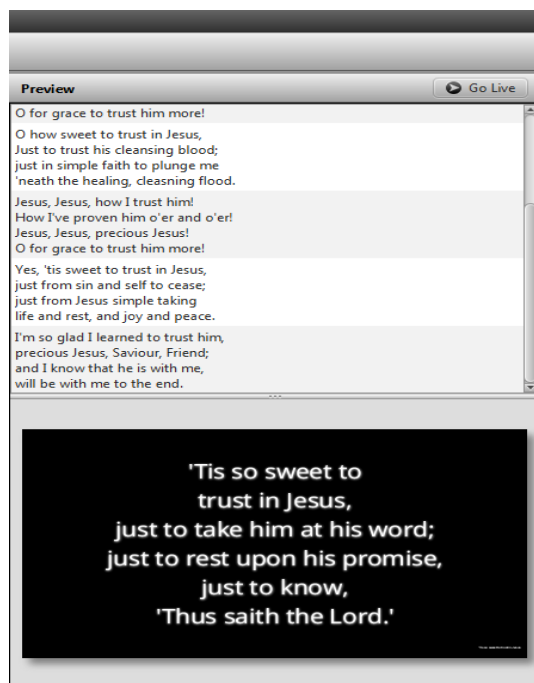 Preview
Go Live
O for grace to trust him more!
O how sweet to trust in Jesus,
Just to trust his cleansing blood;
just in simple faith to plunge me
'neath the healing, cleasning flood.
Jesus, Jesus, how I trust him!
How I've proven him o'er and o'er!
Jesus, Jesus, precious Jesus!
O for grace to trust him more!
Yes, 'tis sweet to trust in Jesus,
just from sin and self to cease;
just from Jesus simple taking
life and rest, and joy and peace.
I'm so glad I learned to trust him,
precious Jesus, Saviour, Friend;
and I know that he is with me,
will be with me to the end.
'Tis so sweet to
trust in Jesus,
just to take him at his word;
just to rest upon his promise,
just to know,
'Thus saith the Lord.'